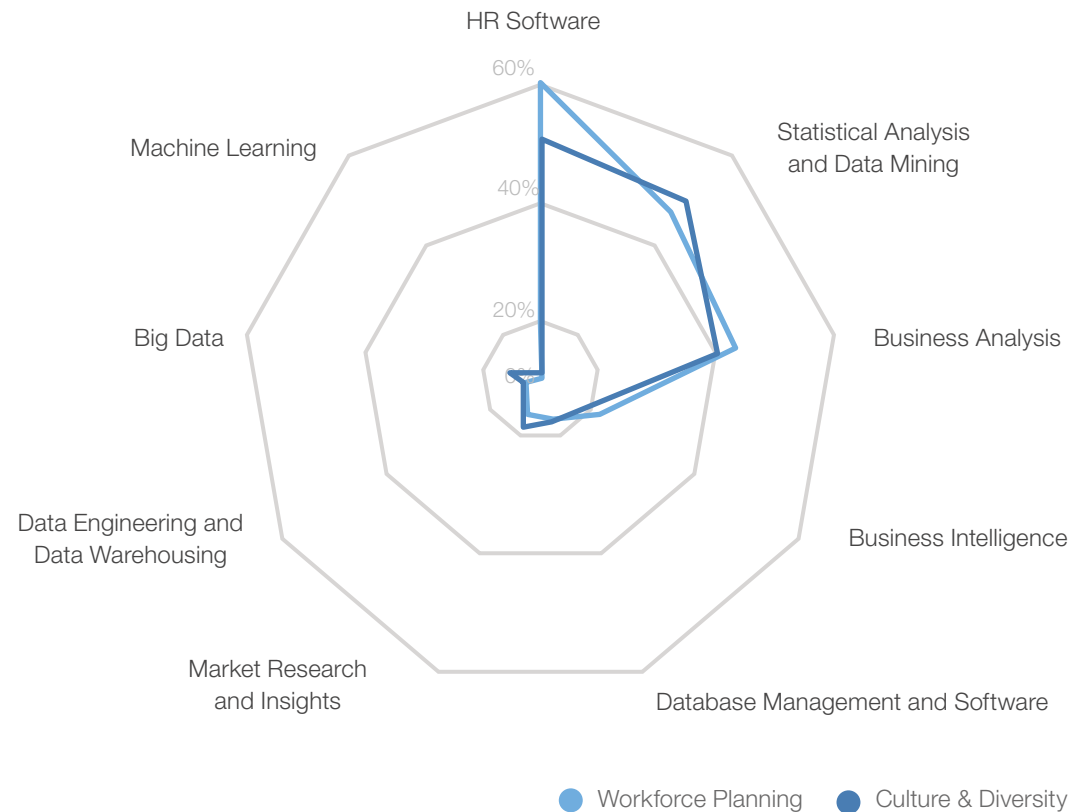 HR Software
60%
Machine Learning
Statistical Analysis
and Data Mining
40%
20%
Big Data
Business Analysis
0%
Data Engineering and
Data Warehousing
Business Intelligence
Market Research
and Insights
Database Management and Software
Workforce Planning
Culture & Diversity